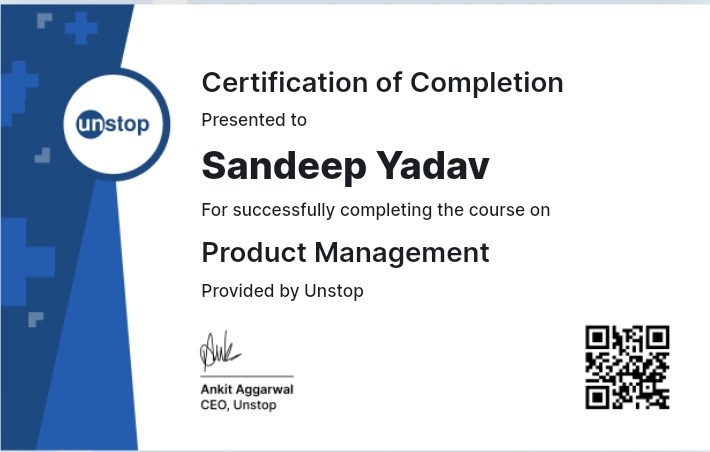 unstop
Certification of Completion
Presented to
Sandeep Yadav
For successfully completing the course on
Product Management
Provided by Unstop
Ankit Aggarwal
CEO, Unstop